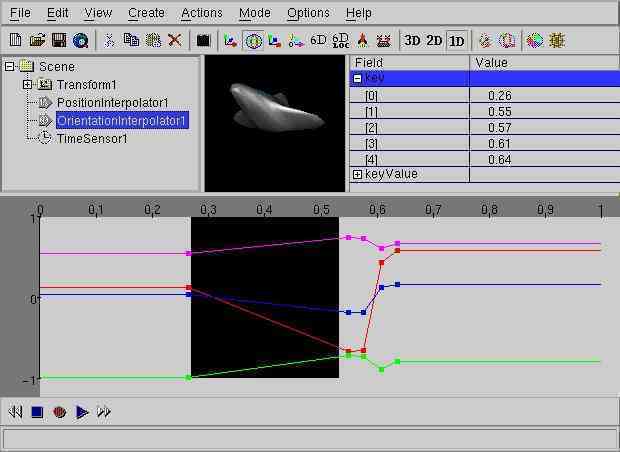 File Edit View Create Actions Mode Options Help
6D 6D LOC 3D 2D 1D
Scene
Transform1
PositionInterpolator1
OrientationInterpolator1
TimeSensor1
Field Value
key
[0] 0.26
[1] 0.55
[2] 0.57
[3] 0.61
[4] 0.64
keyValue
0 0,1 0,2 0,3 0,4 0,5 0,6 0,7 0,8 0,9 1
1
0
-1